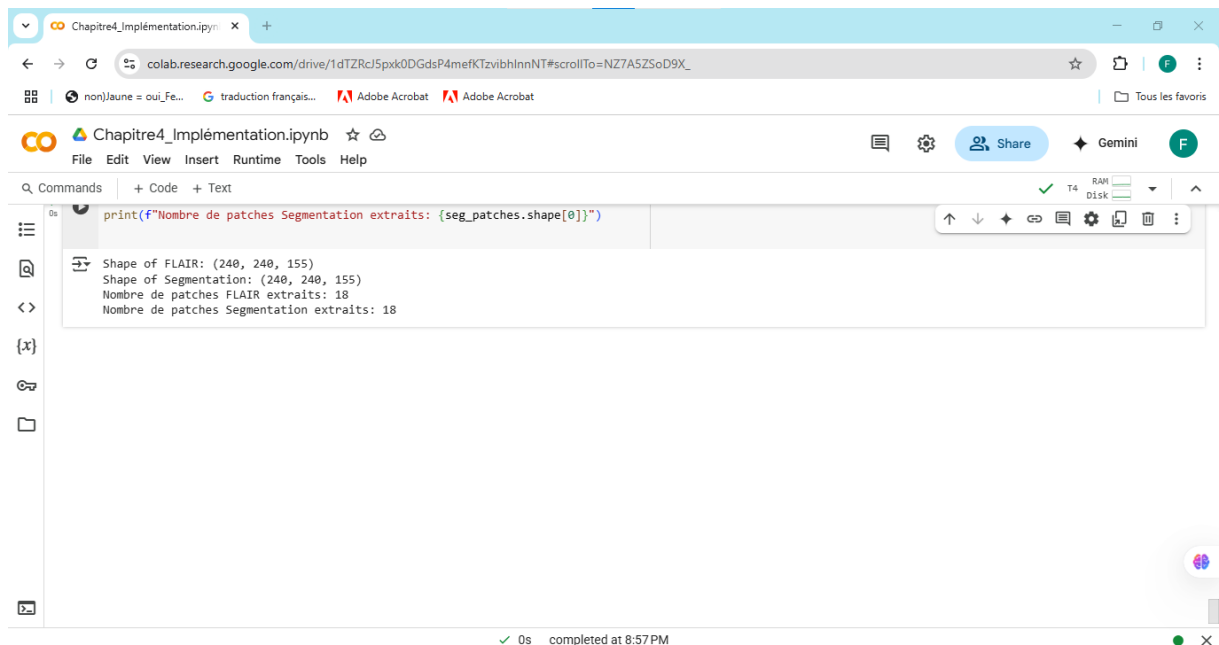 Chapitre4_Implémentation.ipyn
colab.research.google.com/drive/1dTZRcJ5pxk0DGdsP4mefKTzvibhlnnNT#scrollTo=NZ7A5ZSoD9X_
F
non)Jaune = oui_Fe... traduction français... Adobe Acrobat Adobe Acrobat Tous les favoris
CO Chapitre4_Implémentation.ipynb
Share Gemini F
File Edit View Insert Runtime Tools Help
Commands + Code + Text T4 RAM
Disk
0s print(f"Nombre de patches Segmentation extraits: {seg_patches.shape[0]}")
Shape of FLAIR: (240, 240, 155)
Shape of Segmentation: (240, 240, 155)
Nombre de patches FLAIR extraits: 18
Nombre de patches Segmentation extraits: 18
{x}
0s completed at 8:57 PM